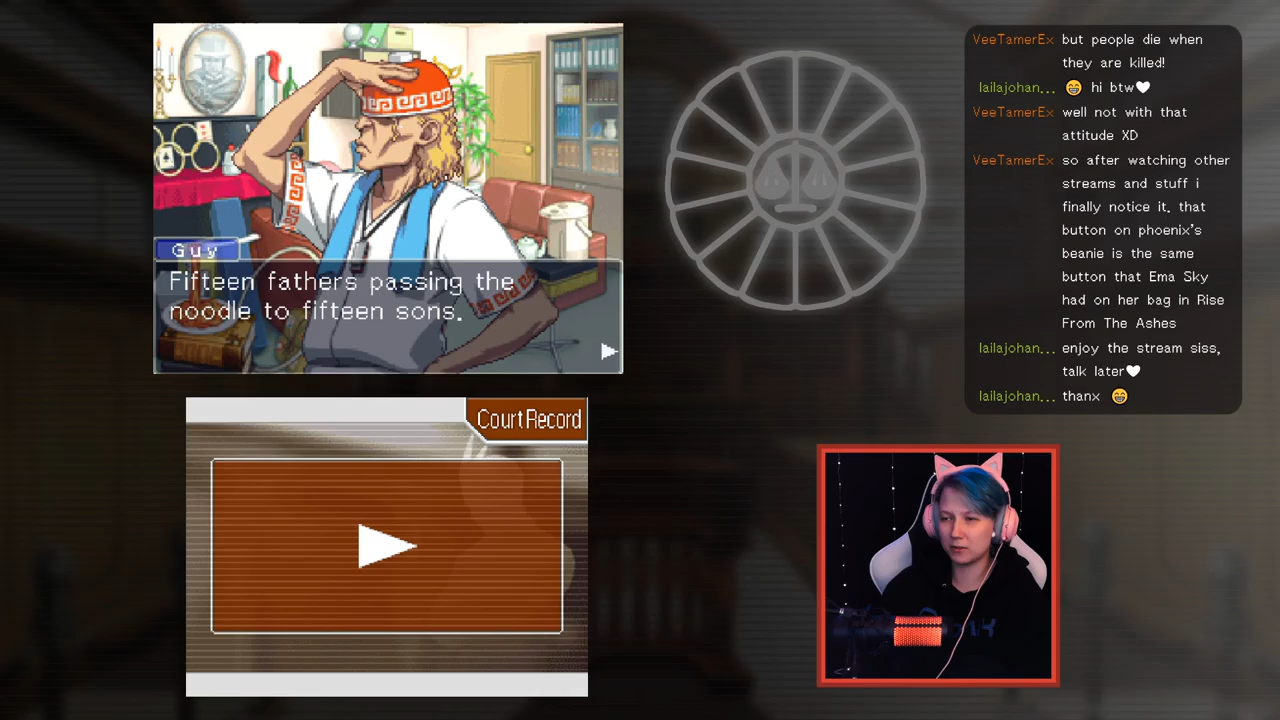 Guy
Fifteen fathers passing the
noodle to fifteen sons.
Court Record
VeeTamerEx but people die when
they are killed!
lailajohan... 😁 hi btw🤍
VeeTamerEx well not with that
attitude XD
VeeTamerEx so after watching other
streams and stuff i
finally notice it. that
button on phoenix's
beanie is the same
button that Ema Sky
had on her bag in Rise
From The Ashes
lailajohan... enjoy the stream siss,
talk later🤍
lailajohan... thanx 😁